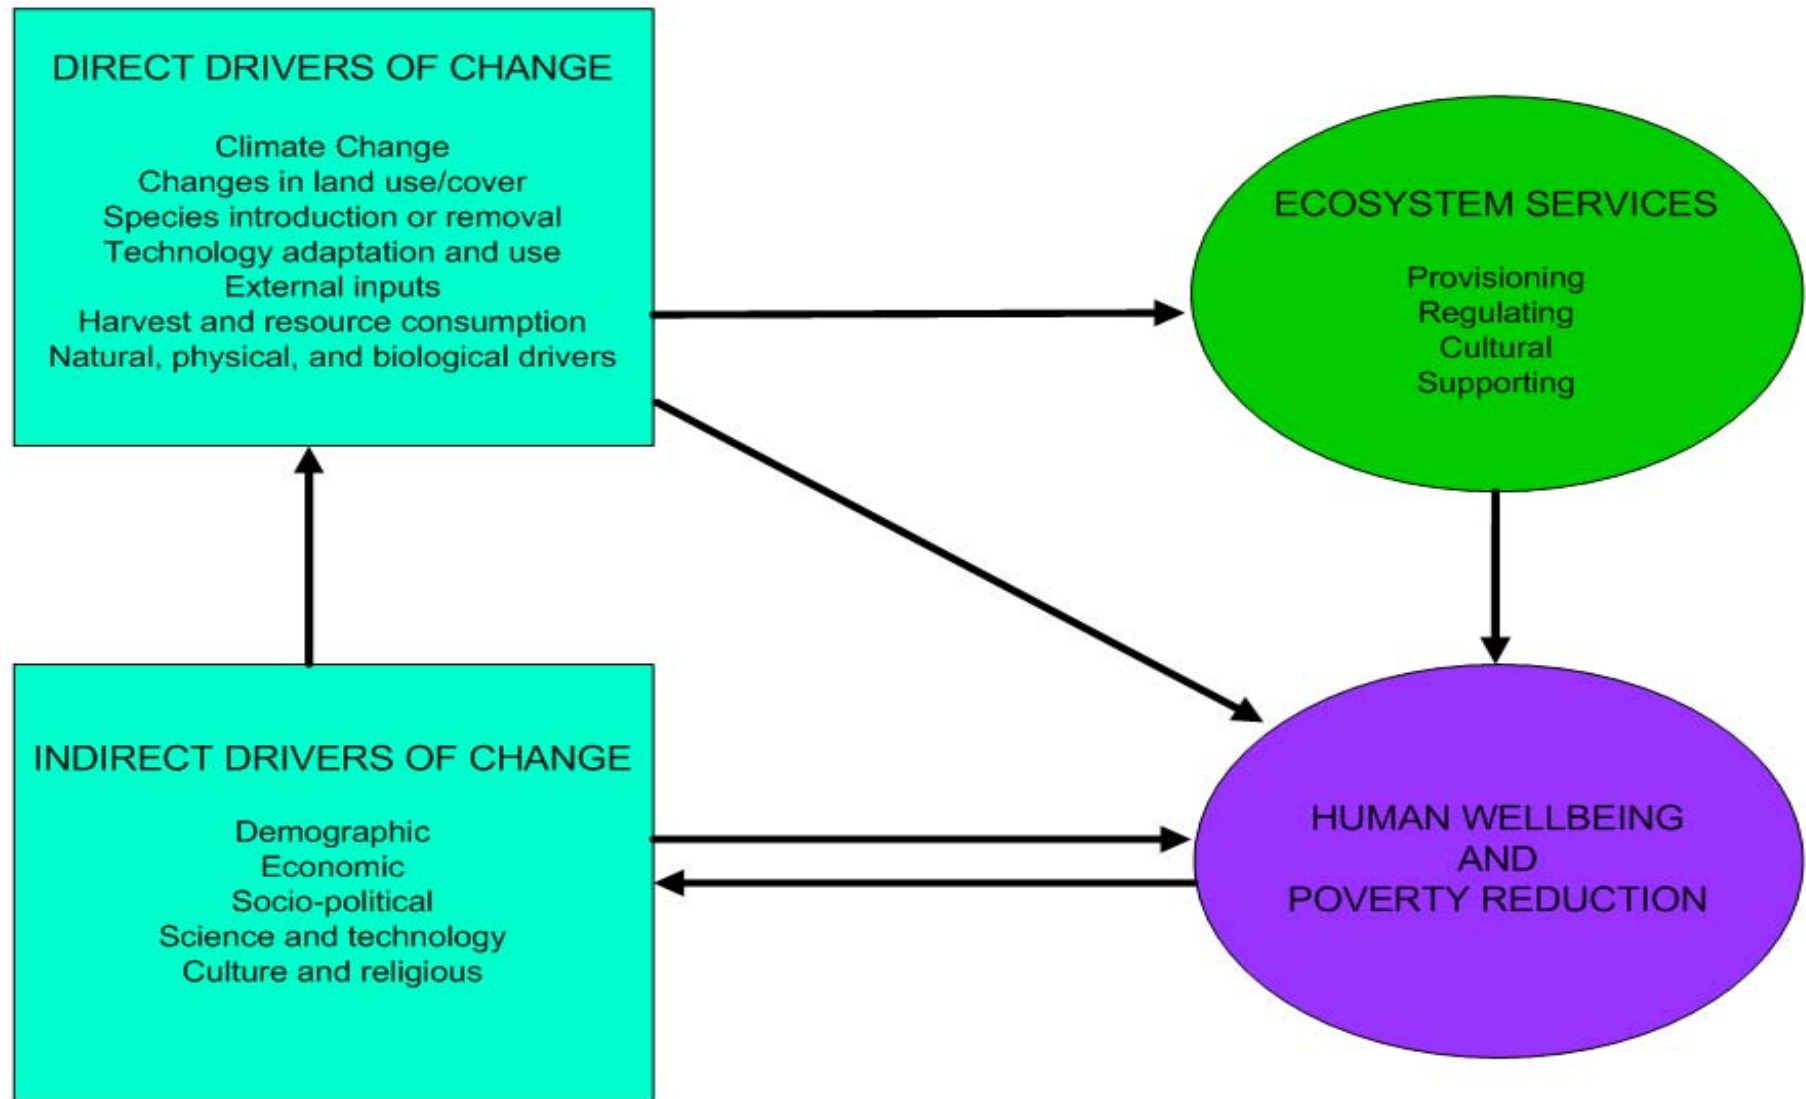 DIRECT DRIVERS OF CHANGE
Climate Change
Changes in land use/cover
Species introduction or removal
Technology adaptation and use
External inputs
Harvest and resource consumption
Natural, physical, and biological drivers
ECOSYSTEM SERVICES
Provisioning
Regulating
Cultural
Supporting
INDIRECT DRIVERS OF CHANGE
Demographic
Economic
Socio-political
Science and technology
Culture and religious
HUMAN WELLBEING
AND
POVERTY REDUCTION